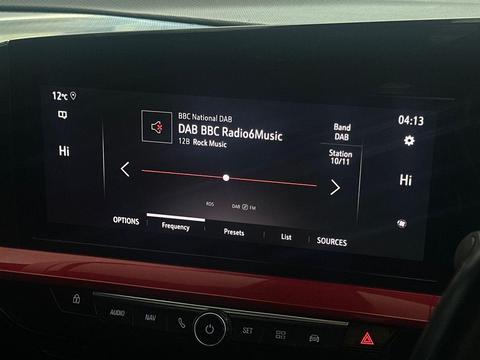 12°C
04:13
BBC National DAB
DAB BBC Radio6Music
12B Rock Music
Band
DAB
Station
10/11
Hi
Hi
RDS DAB FM
OPTIONS
Frequency
Presets
List
SOURCES
AUDIO
NAV
SET